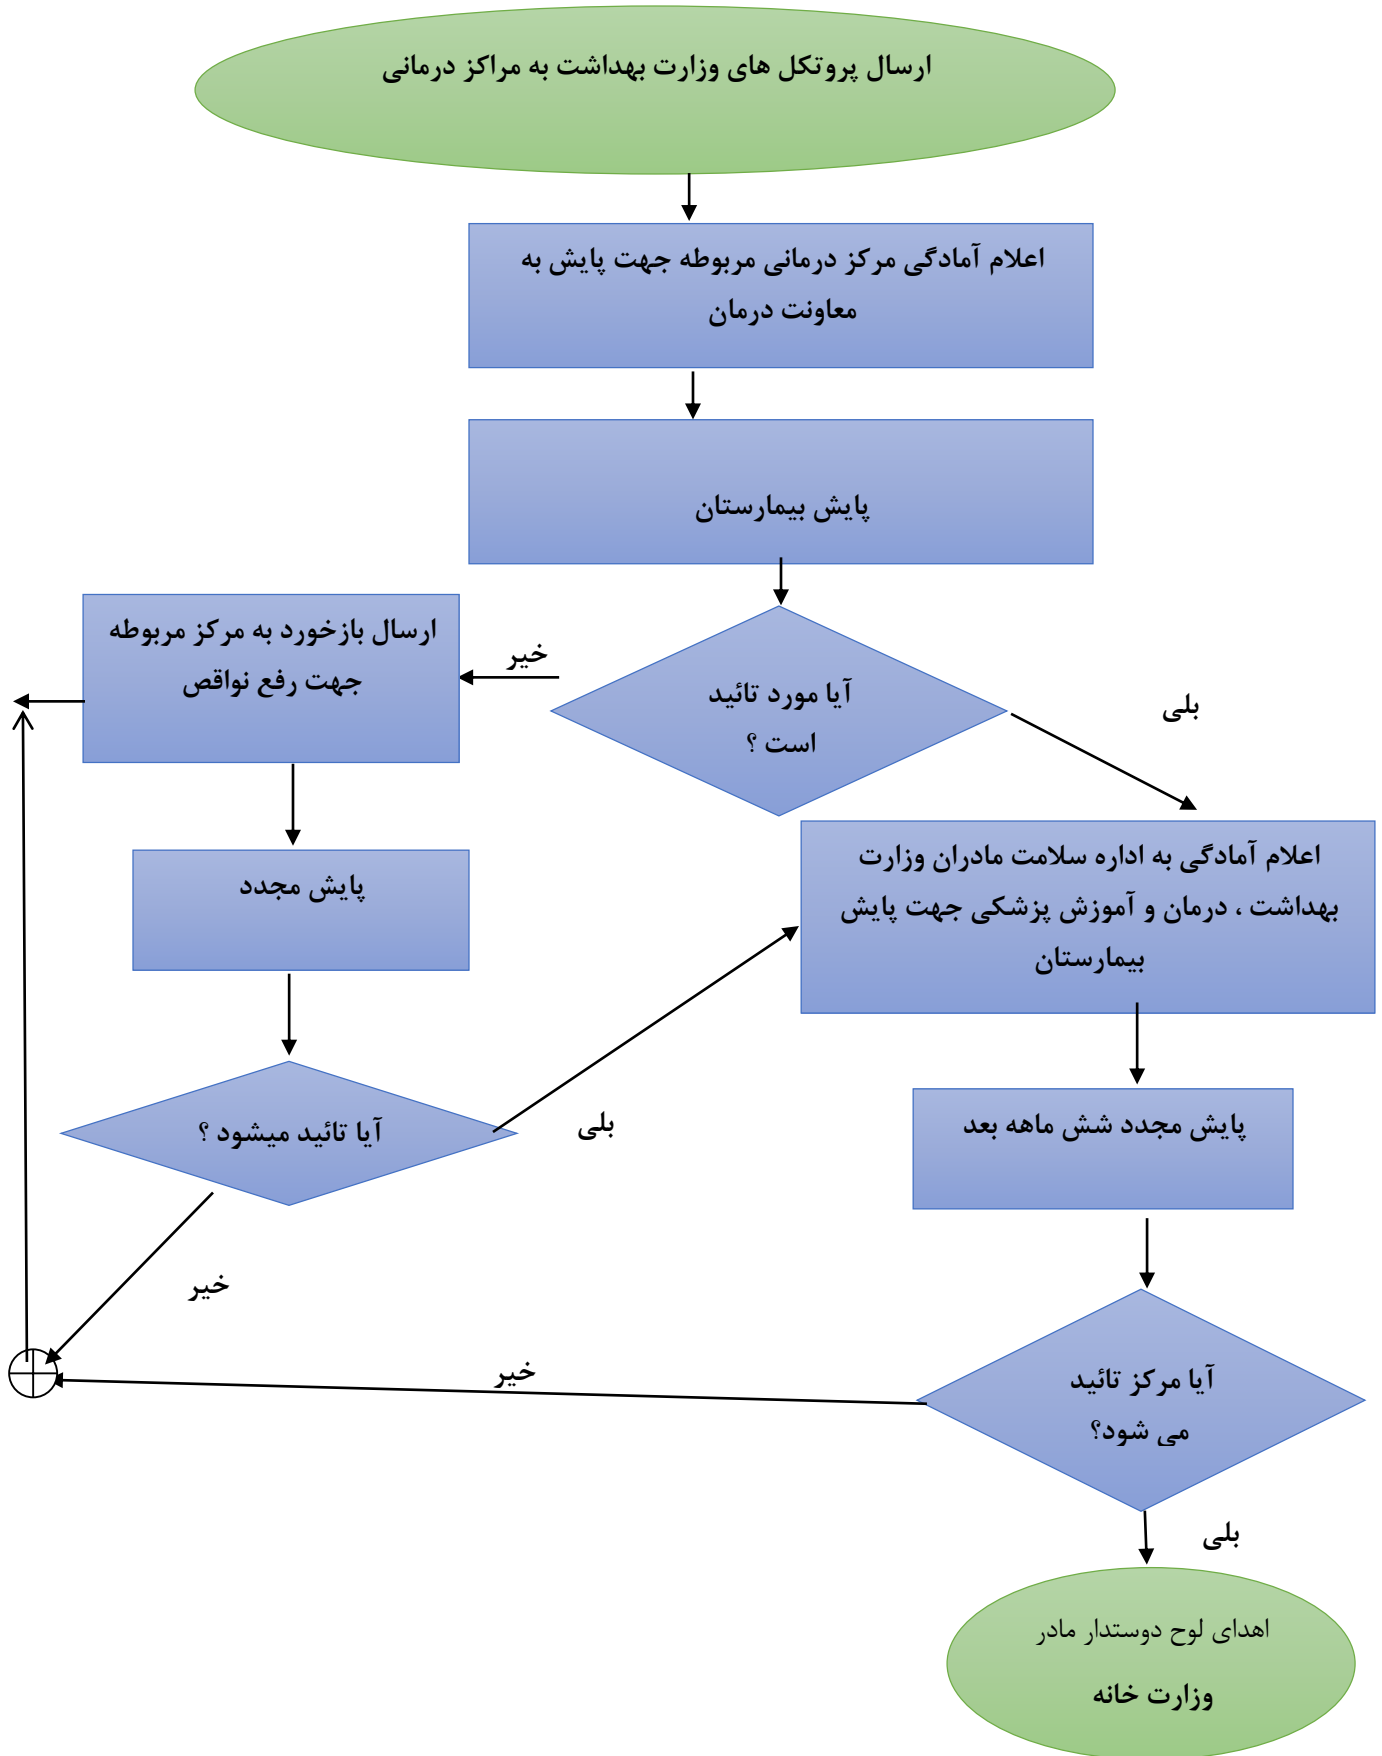 ارسال پروتکل های وزارت بهداشت به مراکز درمانی
اعلام آمادگی مرکز درمانی مربوطه جهت پایش به
معاونت درمان
پایش بیمارستان
آیا مورد تائید
است ؟
خیر
بلی
ارسال بازخورد به مرکز مربوطه
جهت رفع نواقص
پایش مجدد
آیا تائید میشود ؟
بلی
خیر
اعلام آمادگی به اداره سلامت مادران وزارت
بهداشت ، درمان و آموزش پزشکی جهت پایش
بیمارستان
پایش مجدد شش ماهه بعد
آیا مرکز تائید
می شود؟
خیر
بلی
اهدای لوح دوستدار مادر
وزارت خانه